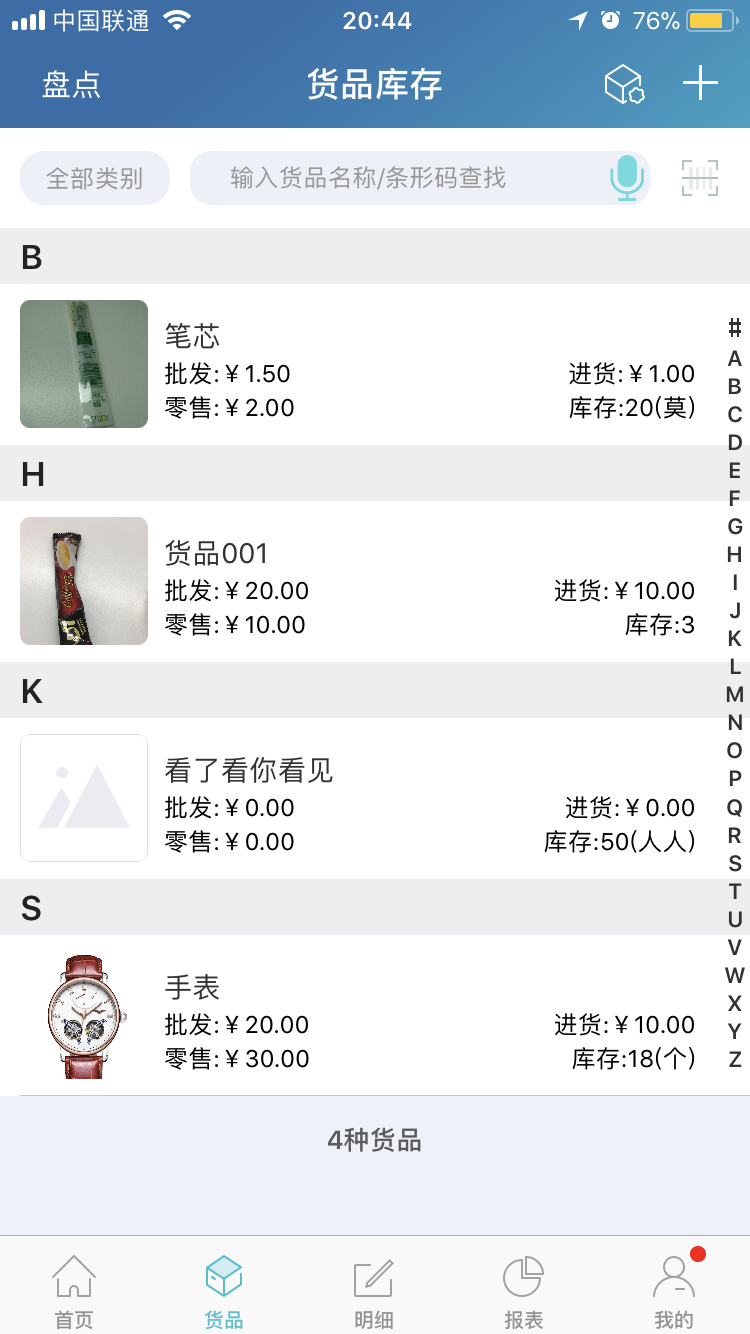 中国联通
20:44
76%
盘点
货品库存
全部类别
输入货品名称/条形码查找
B
笔芯
批发:￥1.50
进货:￥1.00
零售:￥2.00
库存:20(莫)
H
货品001
批发:￥20.00
进货:￥10.00
零售:￥10.00
库存:3
K
看了看你看见
批发:￥0.00
进货:￥0.00
零售:￥0.00
库存:50(人人)
S
手表
批发:￥20.00
进货:￥10.00
零售:￥30.00
库存:18(个)
#
A
B
C
D
E
F
G
H
I
J
K
L
M
N
O
P
Q
R
S
T
U
V
W
X
Y
Z
4种货品
首页
货品
明细
报表
我的